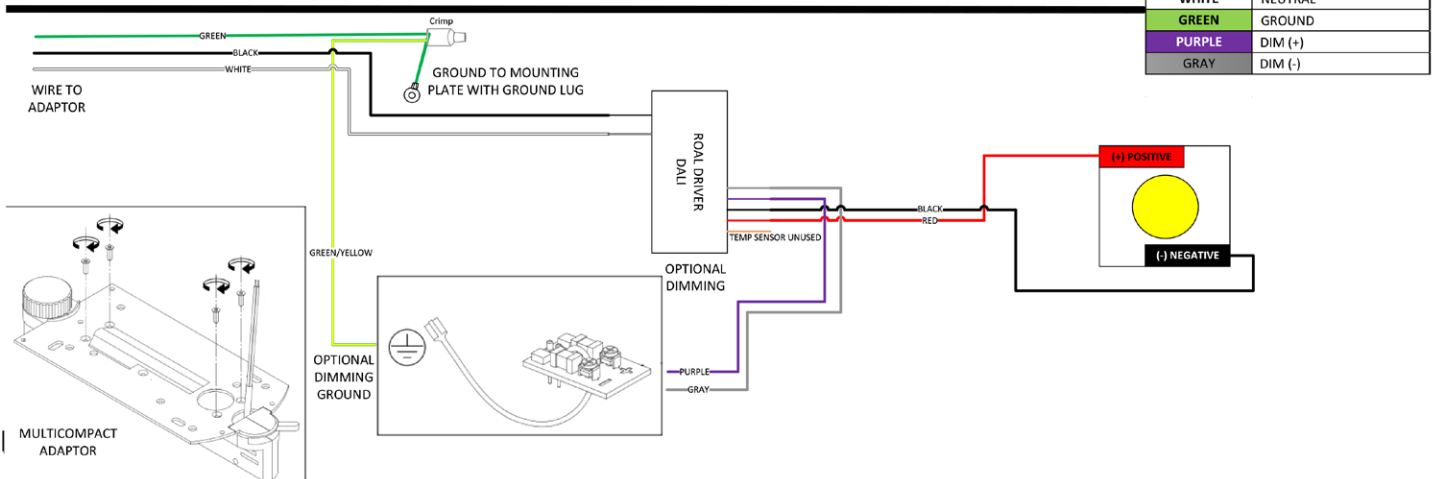 WHITE NEUTRAL
GREEN GROUND
PURPLE DIM (+)
GRAY DIM (-)
Crimp
GREEN
BLACK
WHITE
WIRE TO
ADAPTOR
GROUND TO MOUNTING
PLATE WITH GROUND LUG
ROAL DRIVER
DALI
(+) POSITIVE
BLACK
RED
TEMP SENSOR UNUSED
(-) NEGATIVE
GREEN/YELLOW
OPTIONAL
DIMMING
OPTIONAL
DIMMING
GROUND
PURPLE
GRAY
MULTICOMPACT
ADAPTOR